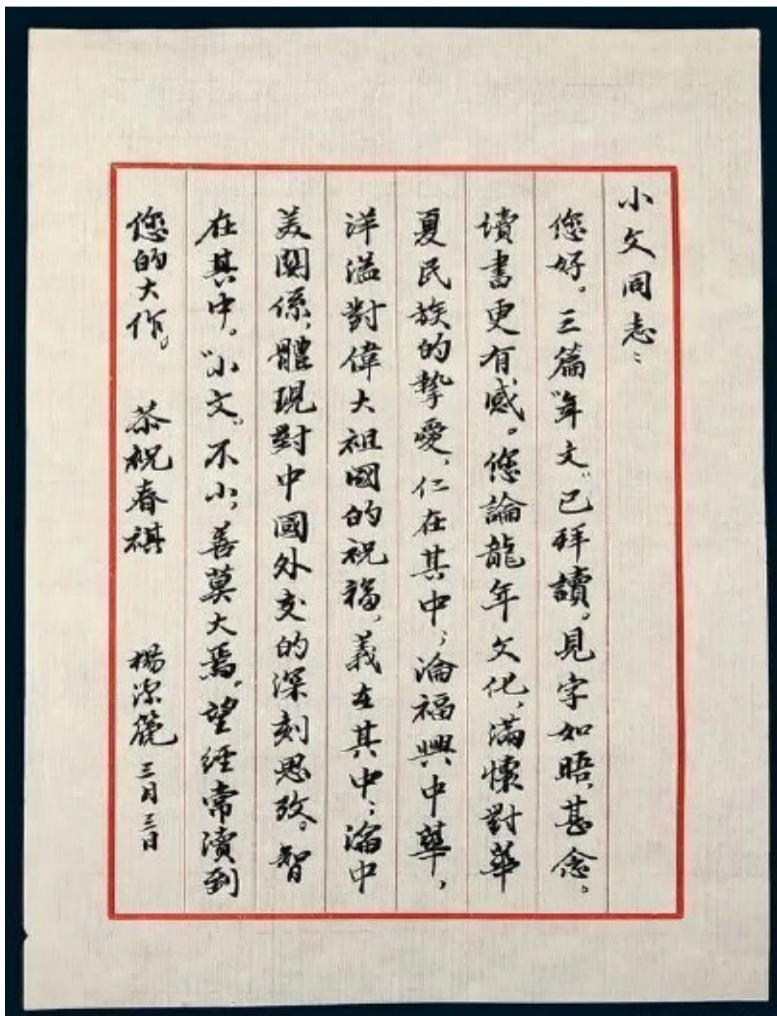 小文同志：
您好。三篇“年文”已拜讀。見字如晤，甚念。
讀書更有感。您論龍年文化，滿懷對華
夏民族的摯愛，仁在其中；論福興中華，
洋溢對偉大祖國的祝福，義在其中；論中
美關係，體現對中國外交的深刻思攷。智
在其中。“小文”不小，善莫大焉，望經常讀到
您的大作。 恭祝春祺 楊潔篪 三月三日